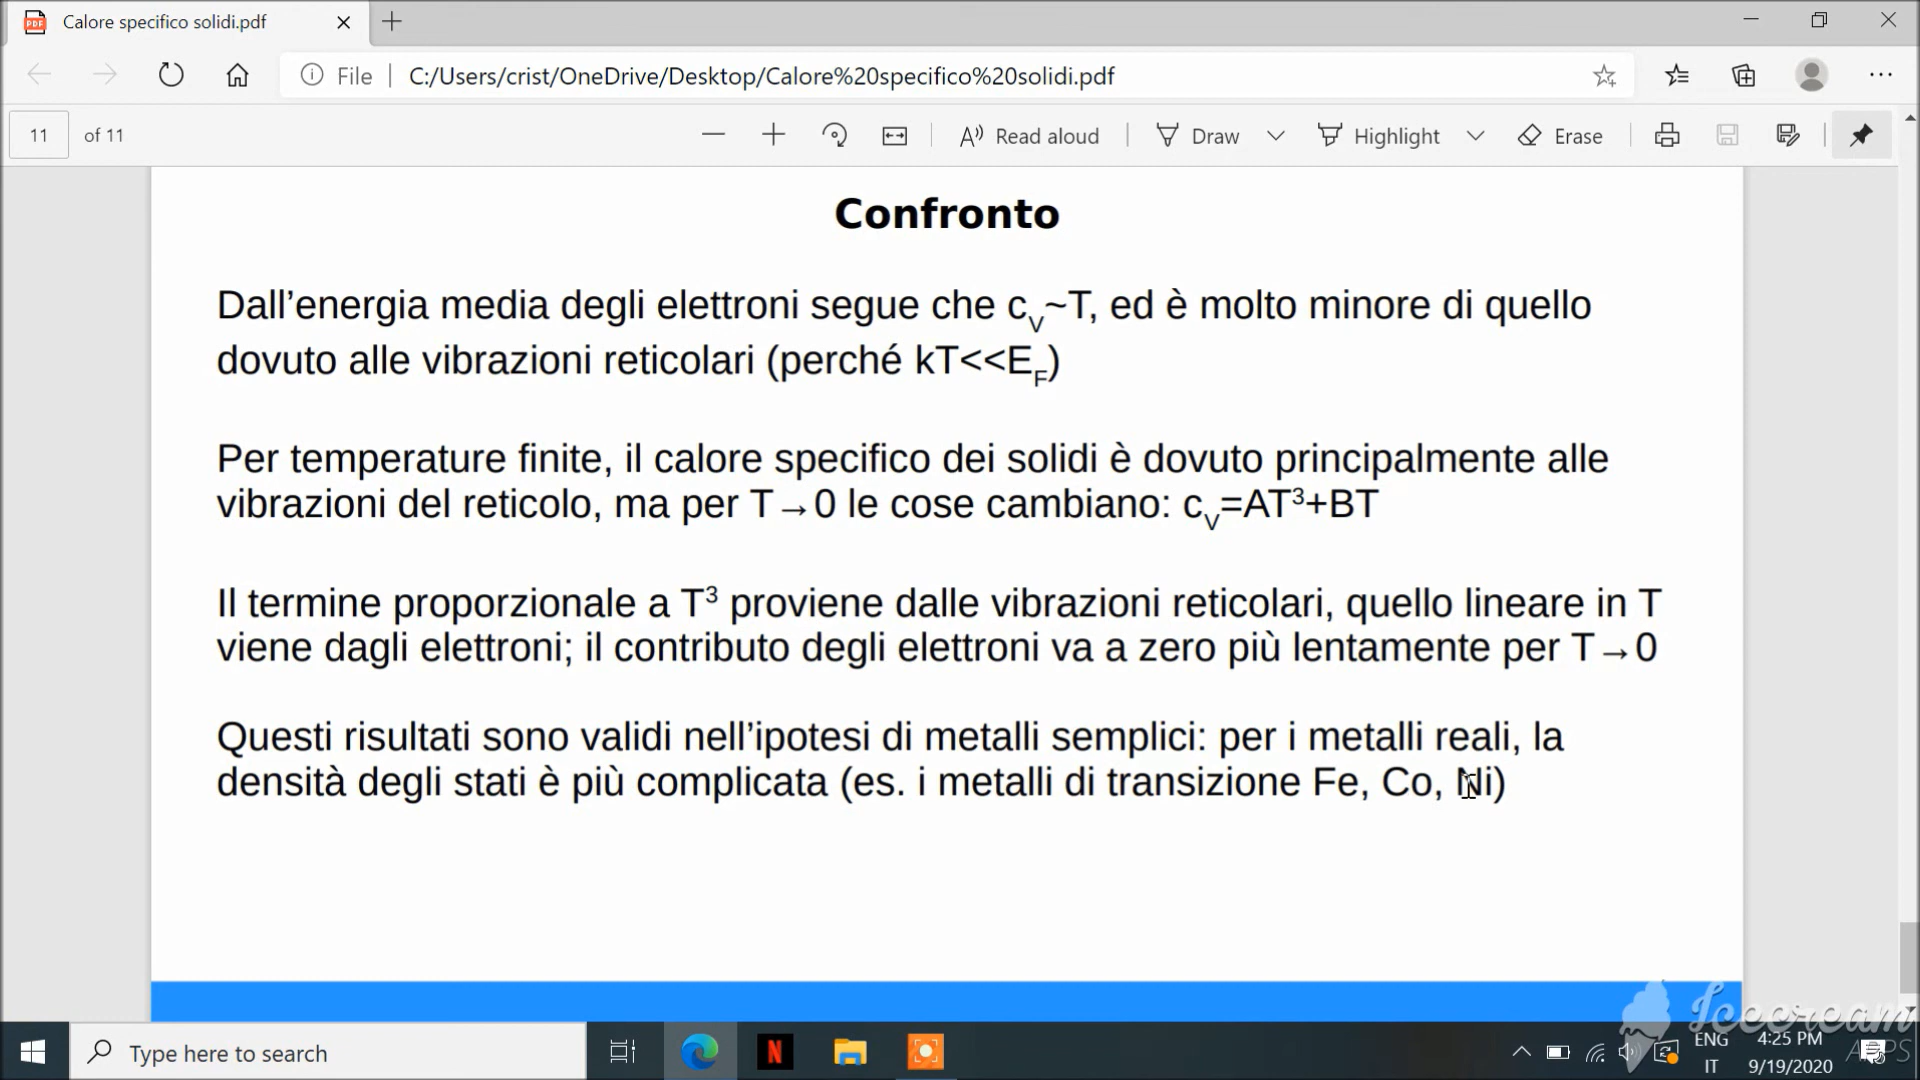 Calore specifico solidi.pdf
File C:/Users/crist/OneDrive/Desktop/Calore%20specifico%20solidi.pdf
11 of 11 Read aloud Draw Highlight Erase
Confronto
Dall’energia media degli elettroni segue che cV~T, ed è molto minore di quello
dovuto alle vibrazioni reticolari (perché kT<<EF)
Per temperature finite, il calore specifico dei solidi è dovuto principalmente alle
vibrazioni del reticolo, ma per T→0 le cose cambiano: cV=AT³+BT
Il termine proporzionale a T³ proviene dalle vibrazioni reticolari, quello lineare in T
viene dagli elettroni; il contributo degli elettroni va a zero più lentamente per T→0
Questi risultati sono validi nell’ipotesi di metalli semplici: per i metalli reali, la
densità degli stati è più complicata (es. i metalli di transizione Fe, Co, Ni)
Icecream
APPS
Type here to search
N
ENG
IT
4:25 PM
9/19/2020